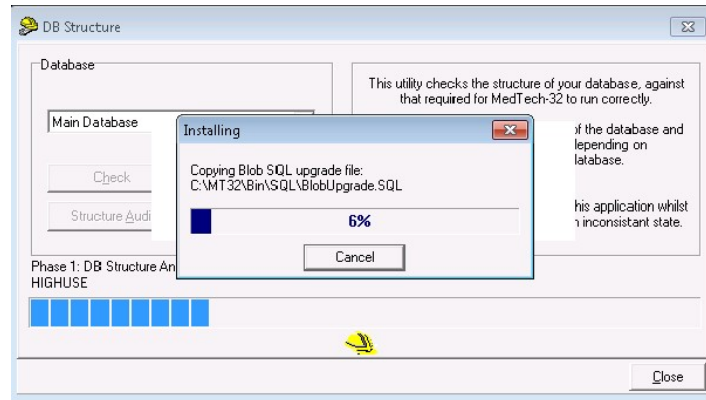 DB Structure
Database
Main Database
Check
Structure Audi
This utility checks the structure of your database, against
that required for MedTech-32 to run correctly.
of the database and
depending on
database.
his application whilst
n inconsistant state.
Installing
Copying Blob SQL upgrade file:
C:\MT32\Bin\SQL\BlobUpgrade.SQL
6%
Cancel
Phase 1: DB Structure An
HIGHUSE
Close